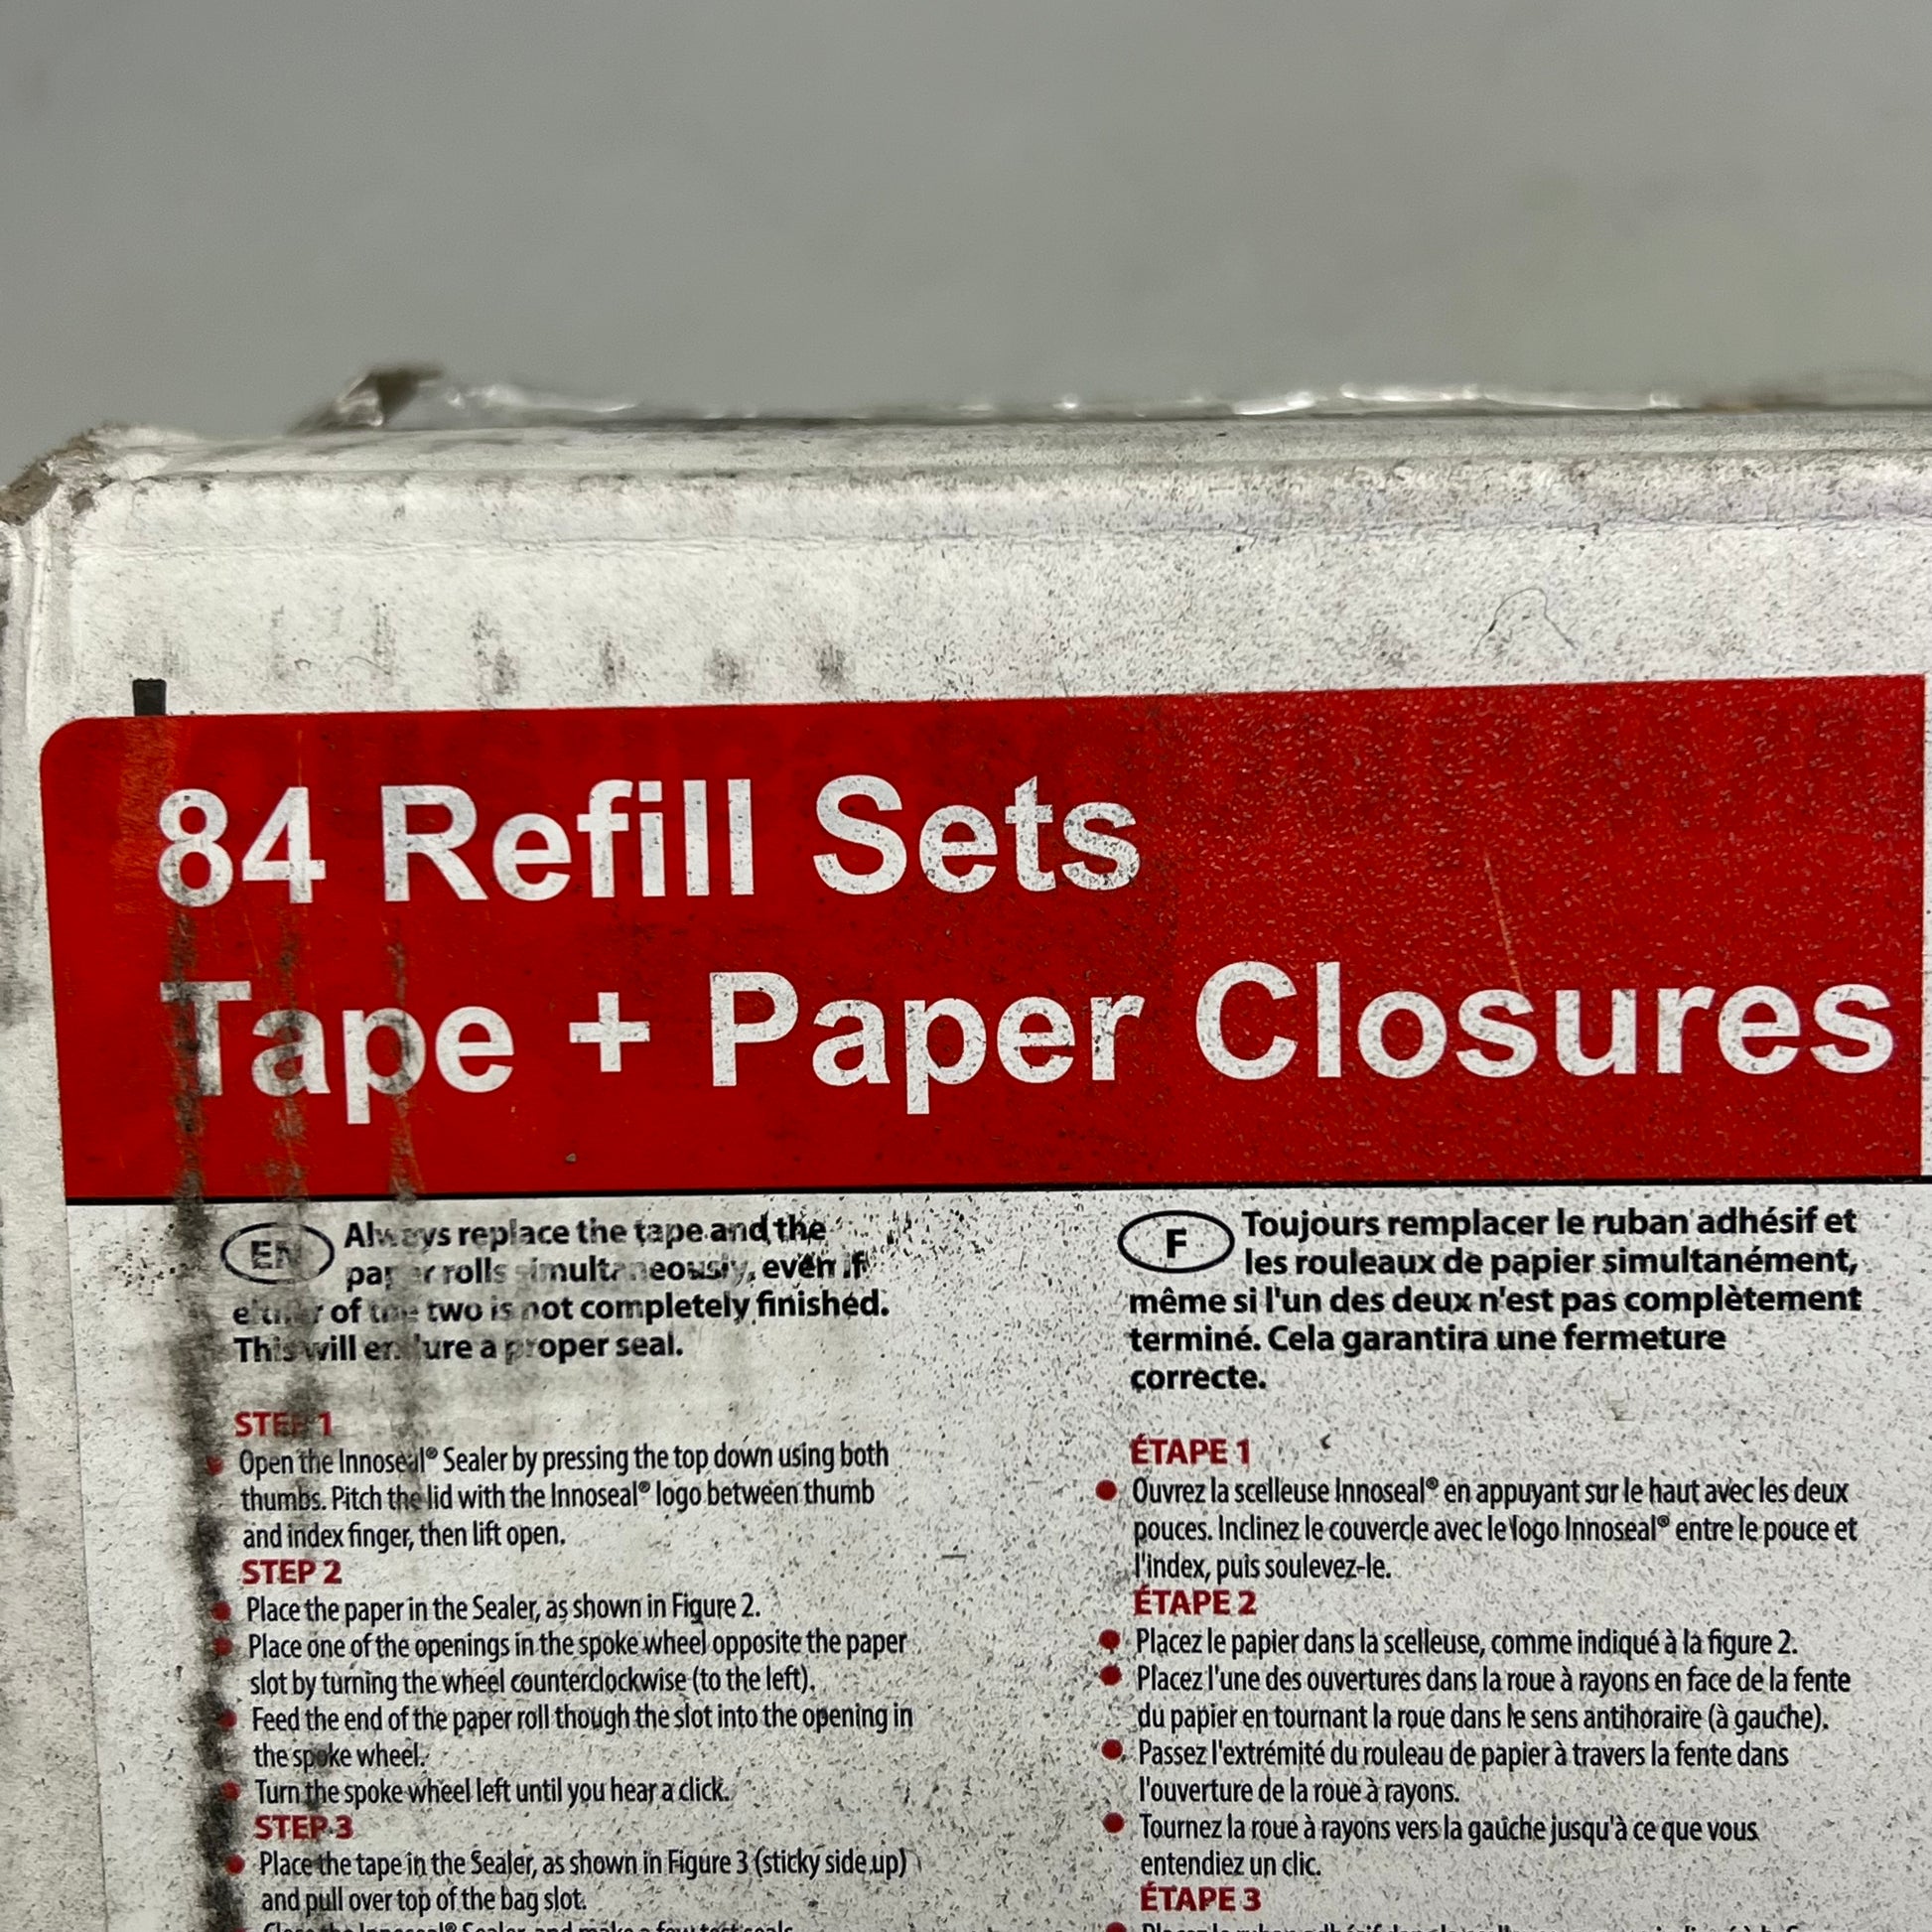 84 Refill Sets
Tape + Paper Closures
EN
Always replace the tape and the
paper rolls simultaneously, even if
either of the two is not completely finished.
This will ensure a proper seal.
STEP 1
Open the Innoseal® Sealer by pressing the top down using both
thumbs. Pitch the lid with the Innoseal® logo between thumb
and index finger, then lift open.
STEP 2
Place the paper in the Sealer, as shown in Figure 2.
Place one of the openings in the spoke wheel opposite the paper
slot by turning the wheel counterclockwise (to the left).
Feed the end of the paper roll though the slot into the opening in
the spoke wheel.
Turn the spoke wheel left until you hear a click.
STEP 3
Place the tape in the Sealer, as shown in Figure 3 (sticky side up)
and pull over top of the bag slot.
F
Toujours remplacer le ruban adhésif et
les rouleaux de papier simultanément,
même si l'un des deux n'est pas complètement
terminé. Cela garantira une fermeture
correcte.
ÉTAPE 1
Ouvrez la scelleuse Innoseal® en appuyant sur le haut avec les deux
pouces. Inclinez le couvercle avec le logo Innoseal® entre le pouce et
l'index, puis soulevez-le.
ÉTAPE 2
Placez le papier dans la scelleuse, comme indiqué à la figure 2.
Placez l'une des ouvertures dans la roue à rayons en face de la fente
du papier en tournant la roue dans le sens antihoraire (à gauche).
Passez l'extrémité du rouleau de papier à travers la fente dans
l'ouverture de la roue à rayons.
Tournez la roue à rayons vers la gauche jusqu'à ce que vous
entendiez un clic.
ÉTAPE 3